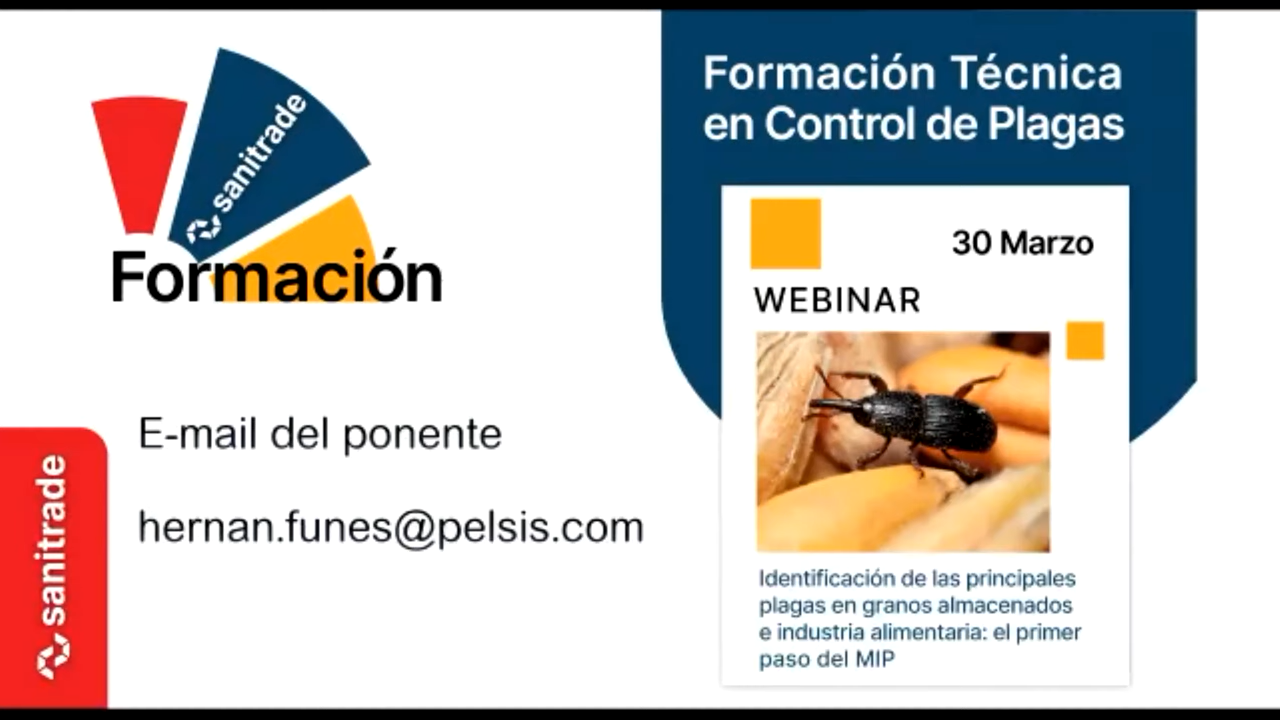 sanitrade
Formación
E-mail del ponente
hernan.funes@pelsis.com
sanitrade
Formación Técnica
en Control de Plagas
30 Marzo
WEBINAR
Identificación de las principales
plagas en granos almacenados
e industria alimentaria: el primer
paso del MIP